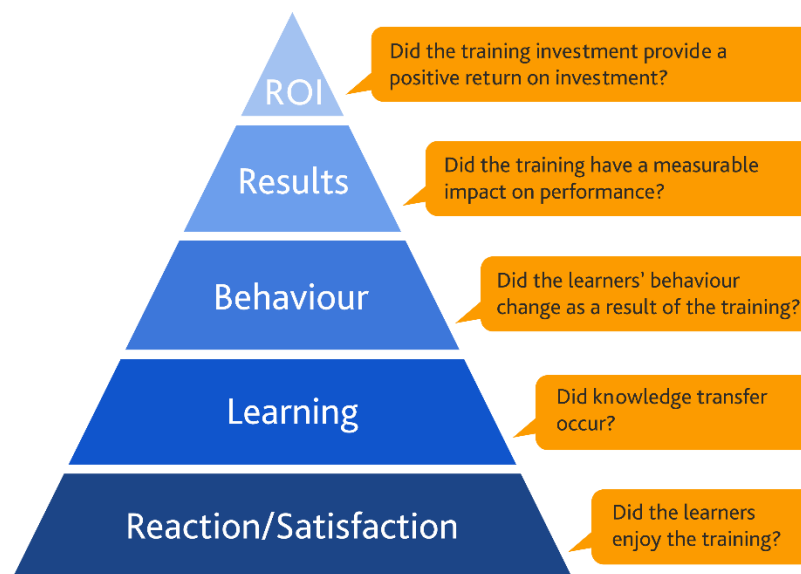 ROI
Did the training investment provide a
positive return on investment?
Results
Did the training have a measurable
impact on performance?
Behaviour
Did the learners’ behaviour
change as a result of the training?
Learning
Did knowledge transfer
occur?
Reaction/Satisfaction
Did the learners
enjoy the training?